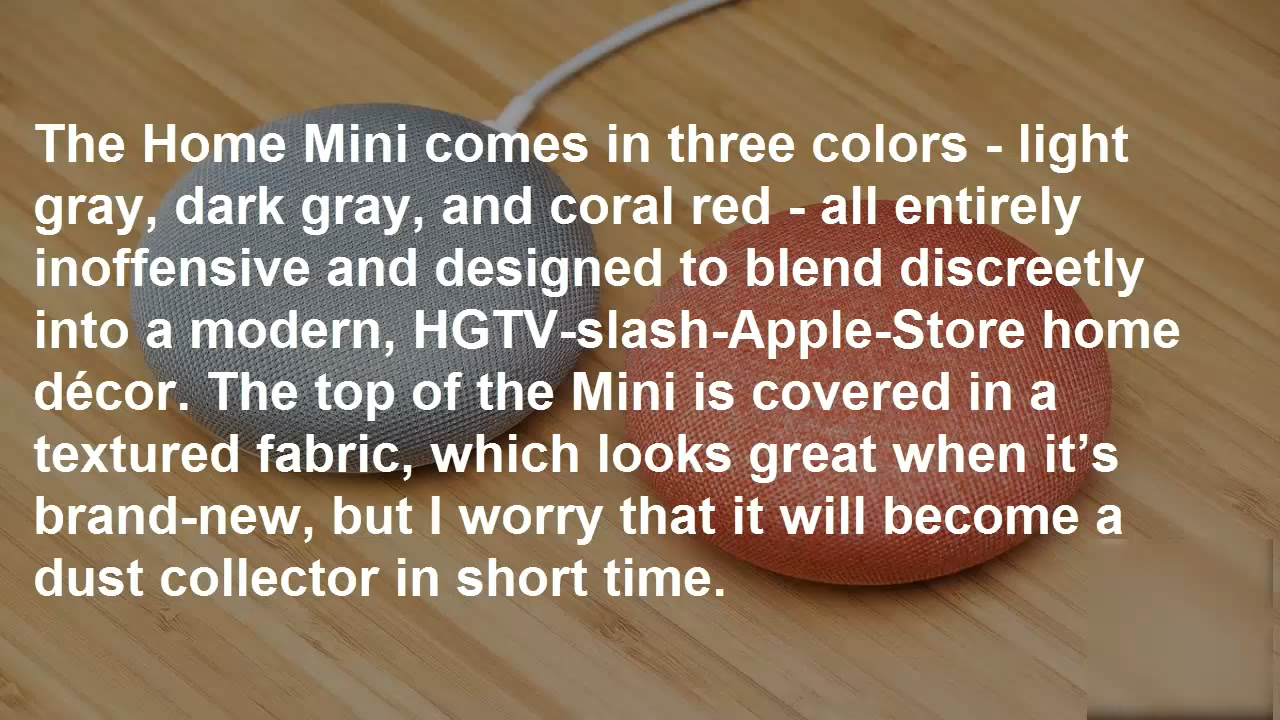 The Home Mini comes in three colors - light
gray, dark gray, and coral red - all entirely
inoffensive and designed to blend discreetly
into a modern, HGTV-slash-Apple-Store home
décor. The top of the Mini is covered in a
textured fabric, which looks great when it’s
brand-new, but I worry that it will become a
dust collector in short time.